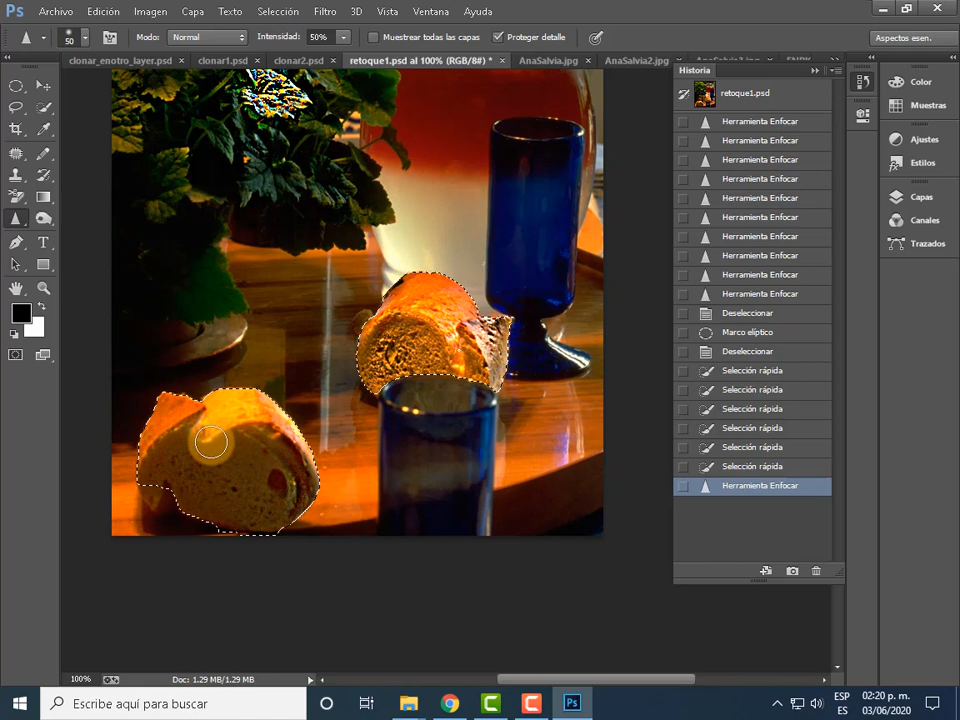 Ps Archivo Edición Imagen Capa Texto Selección Filtro 3D Vista Ventana Ayuda
50 Modo: Normal Intensidad: 50% Muestrear todas las capas Proteger detalle Aspectos esen.
clonar_enotro_layer.psd × clonar1.psd × clonar2.psd × retoque1.psd al 100% (RGB/8#) * × AnaSalvia.jpg × AnaSalvia2.jpg
Historia
retoque1.psd
Herramienta Enfocar
Herramienta Enfocar
Herramienta Enfocar
Herramienta Enfocar
Herramienta Enfocar
Herramienta Enfocar
Herramienta Enfocar
Herramienta Enfocar
Herramienta Enfocar
Herramienta Enfocar
Deseleccionar
Marco elíptico
Deseleccionar
Selección rápida
Selección rápida
Selección rápida
Selección rápida
Selección rápida
Selección rápida
Herramienta Enfocar
Color
Muestras
Ajustes
Estilos
Capas
Canales
Trazados
100% Doc: 1.29 MB/1.29 MB
Escribe aquí para buscar
Ps
ESP
ES
02:20 p. m.
03/06/2020